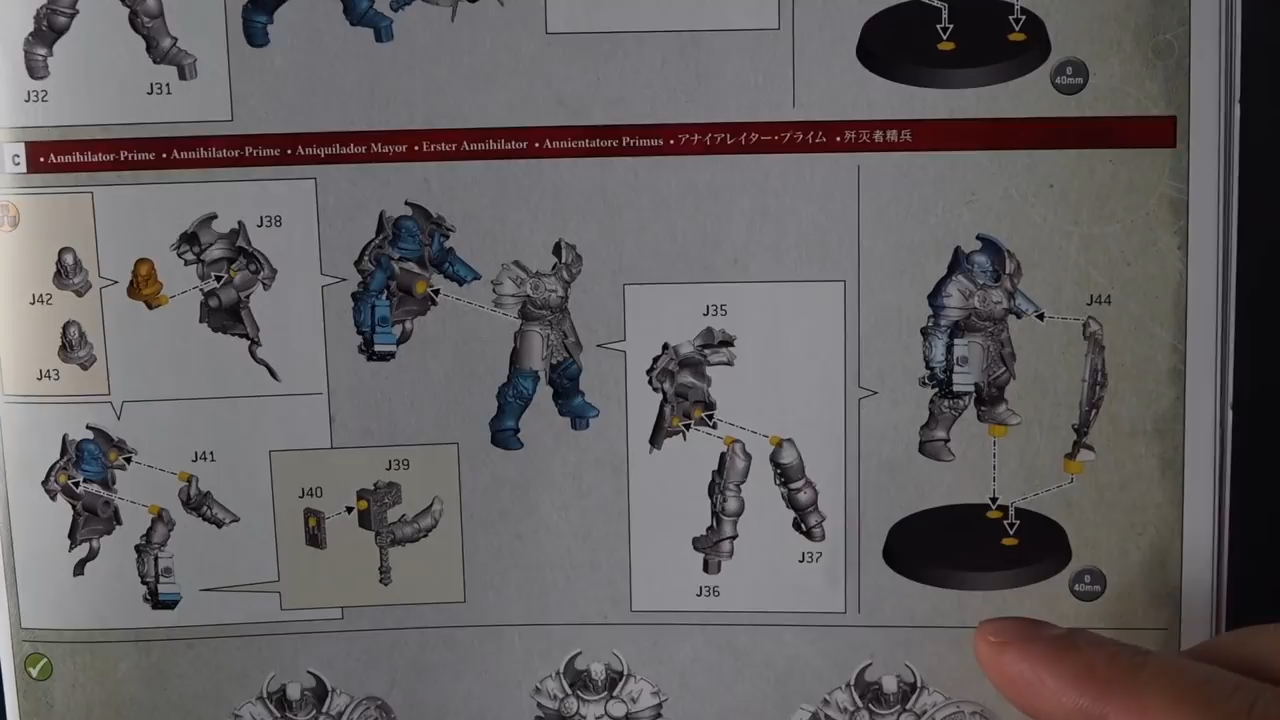 J32
J31
0
40mm
C
• Annihilator-Prime • Annihilator-Prime • Aniquilador Mayor • Erster Annihilator • Annientatore Primus • アナイアレイター・プライム • 歼灭者精兵
J38
J42
J43
J41
J39
J40
J35
J36
J37
J44
0
40mm